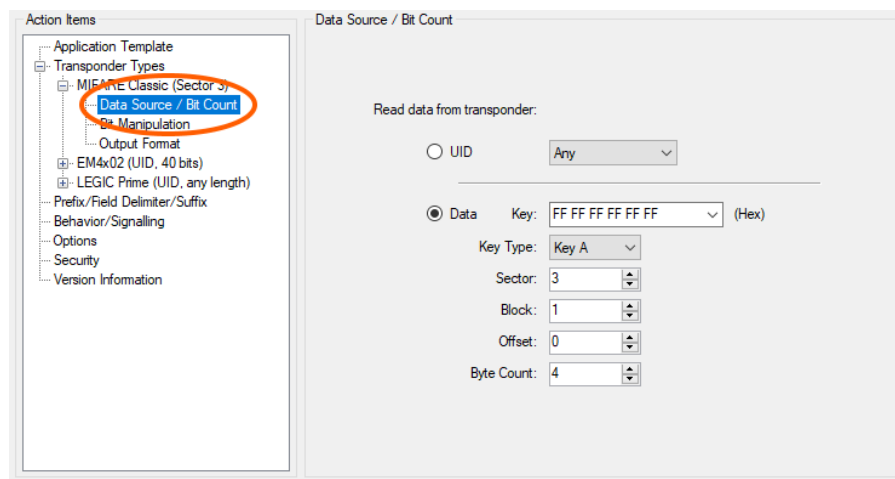 Action Items
Application Template
Transponder Types
MIFARE Classic (Sector 3)
Data Source / Bit Count
Bit Manipulation
Output Format
EM4x02 (UID, 40 bits)
LEGIC Prime (UID, any length)
Prefix/Field Delimiter/Suffix
Behavior/Signalling
Options
Security
Version Information
Data Source / Bit Count
Read data from transponder:
UID Any
Data Key: FF FF FF FF FF FF (Hex)
Key Type: Key A
Sector: 3
Block: 1
Offset: 0
Byte Count: 4